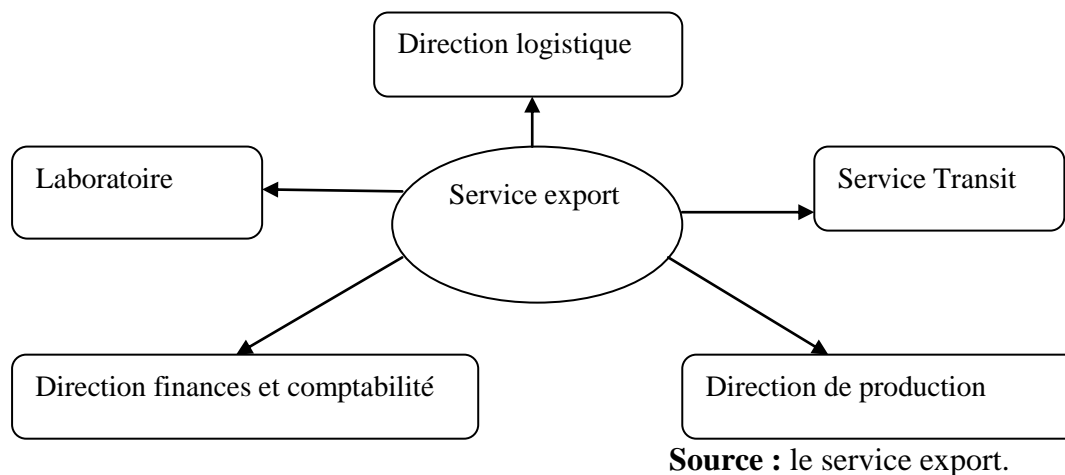 Direction logistique
Laboratoire
Service export
Service Transit
Direction finances et comptabilité
Direction de production
Source : le service export.